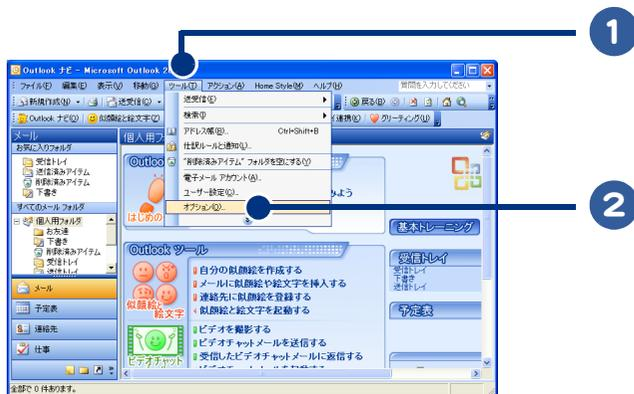 1
Outlook ナビ - Microsoft Outlook 2
ファイル(F) 編集(E) 表示(V) 移動(G) ツール(T) アクション(A) Home Style(M) ヘルプ(H) 質問を入力してください
新規作成(N) 送受信(C) 戻る(B)
Outlook ナビ(O) 似顔絵と絵文字(Z) グリーティング(U)
メール
お気に入りフォルダ
受信トレイ
送信済みアイテム
削除済みアイテム
下書き
すべてのメール フォルダ
個人用フォルダ
お友達
下書き
削除済みアイテム
受信トレイ
送信トレイ
メール
予定表
連絡先
仕事
全部で 0 件あります。
送受信(E)
検索(I)
アドレス帳(B)... Ctrl+Shift+B
仕訳ルールと通知(L)...
"削除済みアイテム" フォルダを空にする(Y)
電子メール アカウント(A)...
ユーザー設定(C)...
オプション(O)...
2
個人用フ
Outloo
はじめの
みよう
Outlook ツール
似顔絵と
絵文字
自分の似顔絵を作成する
メールに似顔絵や絵文字を挿入する
連絡先に似顔絵を登録する
似顔絵と絵文字を起動する
ビデオチャット
ビデオを撮影する
ビデオチャットメールを送信する
受信したビデオチャットメールに返信する
基本トレーニング
受信トレイ
受信トレイ
下書き
送信トレイ
予定表